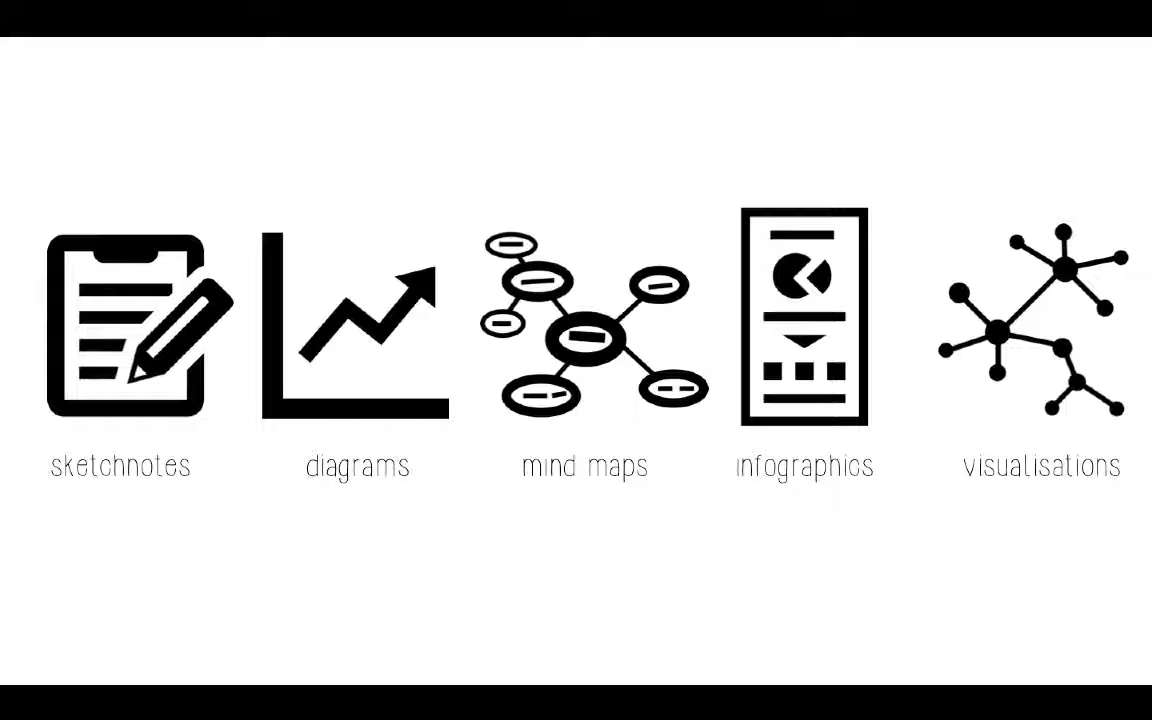 sketchnotes
diagrams
mind maps
infographics
visualisations